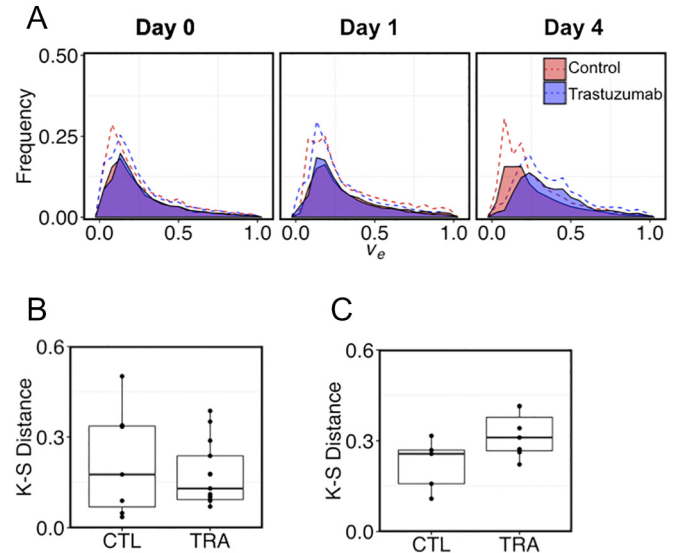 A
Day 0 Day 1 Day 4
Control
Trastuzumab
Frequency
0.50
0.25
0.00
0.0 0.5 1.0 0.0 0.5 1.0 0.0 0.5 1.0
ve
B
K-S Distance
0.6
0.3
0.0
CTL TRA
C
K-S Distance
0.6
0.3
0.0
CTL TRA